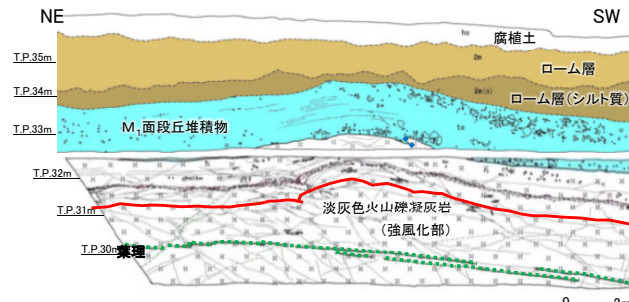 NE
SW
腐植土
T.P.35m
ローム層
T.P.34m
ローム層(シルト質)
M1面段丘堆積物
T.P.33m
T.P.32m
T.P.31m
淡灰色火山礫凝灰岩
(強風化部)
T.P.30m
葉理